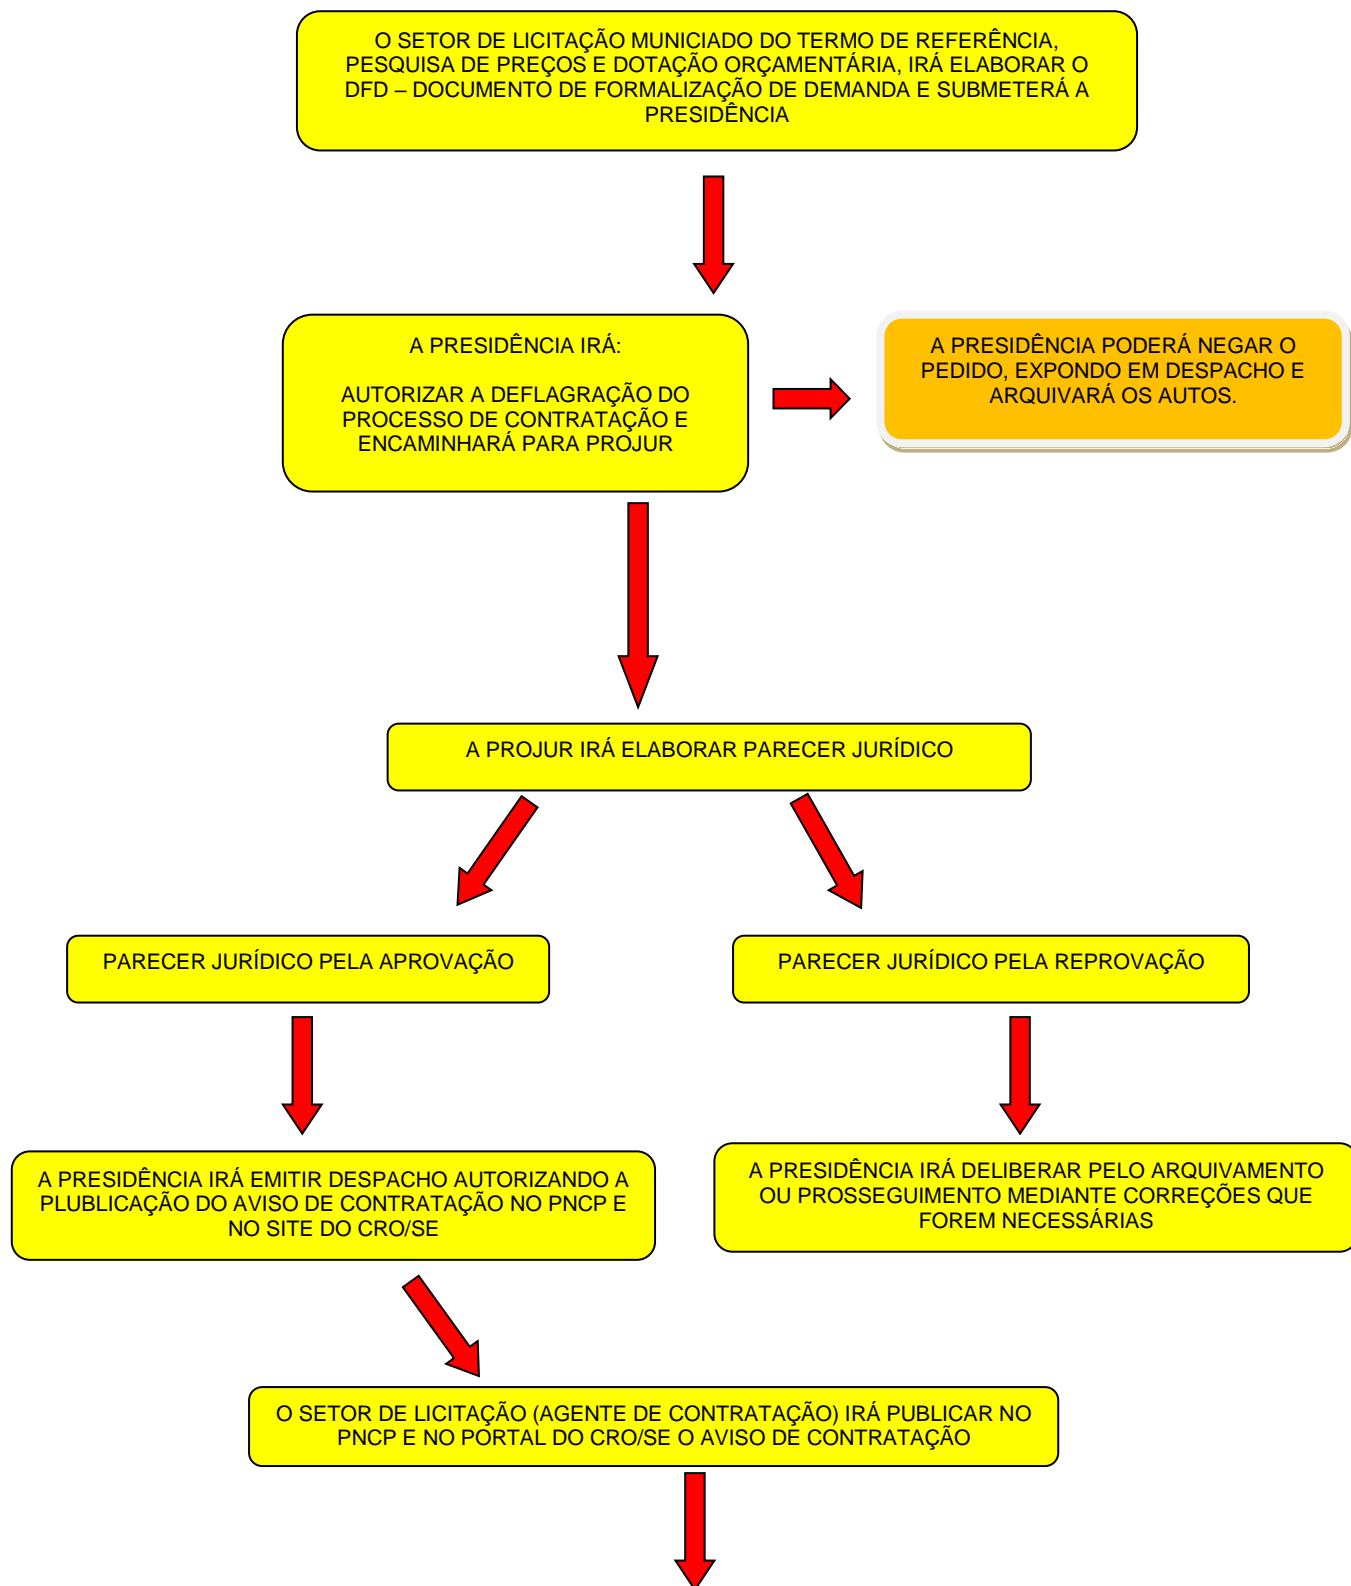 O SETOR DE LICITAÇÃO MUNICIADO DO TERMO DE REFERÊNCIA,
PESQUISA DE PREÇOS E DOTAÇÃO ORÇAMENTÁRIA, IRÁ ELABORAR O
DFD – DOCUMENTO DE FORMALIZAÇÃO DE DEMANDA E SUBMETERÁ A
PRESIDÊNCIA
A PRESIDÊNCIA IRÁ:
AUTORIZAR A DEFLAGRAÇÃO DO
PROCESSO DE CONTRATAÇÃO E
ENCAMINHARÁ PARA PROJUR
A PRESIDÊNCIA PODERÁ NEGAR O
PEDIDO, EXPONDO EM DESPACHO E
ARQUIVARÁ OS AUTOS.
A PROJUR IRÁ ELABORAR PARECER JURÍDICO
PARECER JURÍDICO PELA APROVAÇÃO
PARECER JURÍDICO PELA REPROVAÇÃO
A PRESIDÊNCIA IRÁ EMITIR DESPACHO AUTORIZANDO A
PLUBLICAÇÃO DO AVISO DE CONTRATAÇÃO NO PNCP E
NO SITE DO CRO/SE
A PRESIDÊNCIA IRÁ DELIBERAR PELO ARQUIVAMENTO
OU PROSSEGUIMENTO MEDIANTE CORREÇÕES QUE
FOREM NECESSÁRIAS
O SETOR DE LICITAÇÃO (AGENTE DE CONTRATAÇÃO) IRÁ PUBLICAR NO
PNCP E NO PORTAL DO CRO/SE O AVISO DE CONTRATAÇÃO